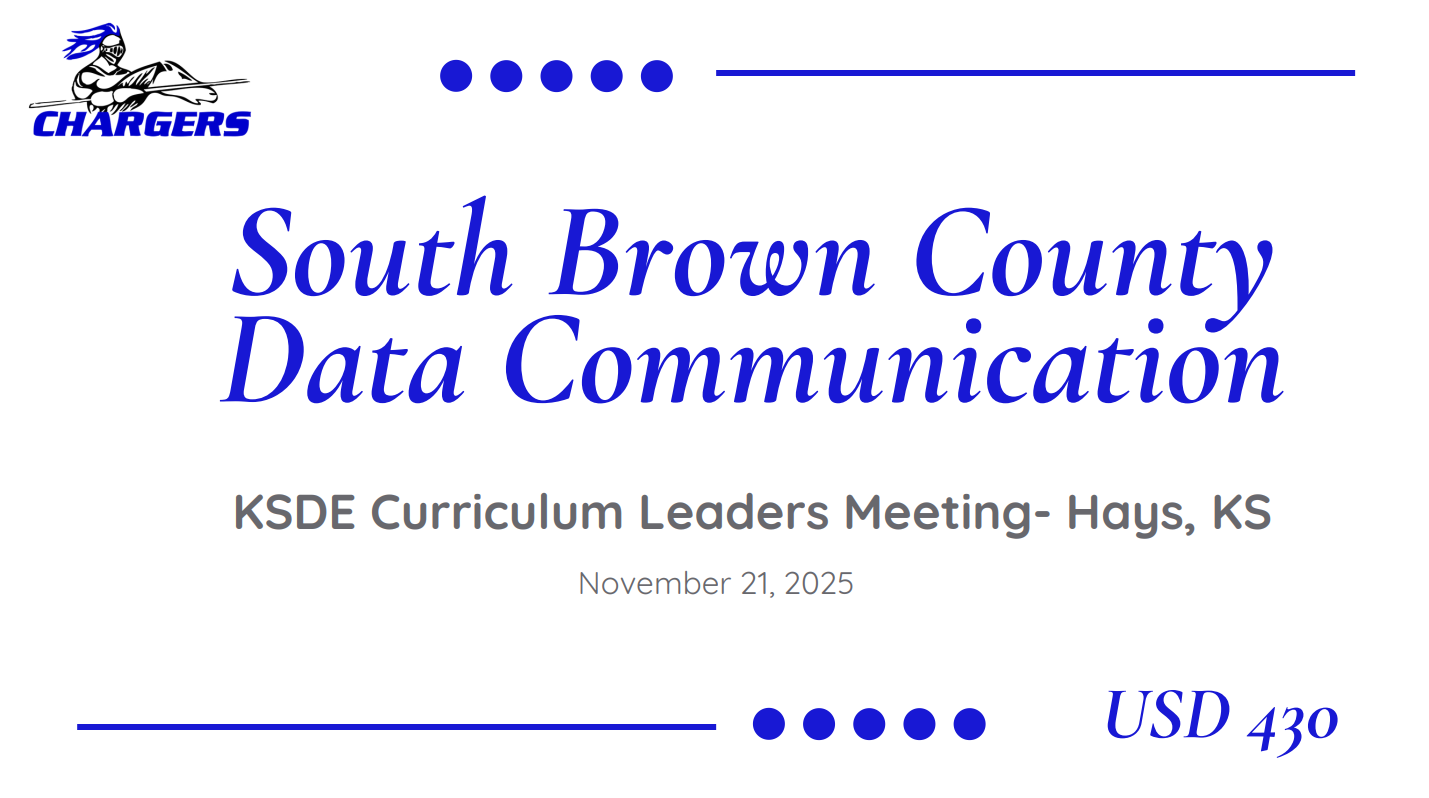 CHARGERS
South Brown County
Data Communication
KSDE Curriculum Leaders Meeting- Hays, KS
November 21, 2025
USD 430